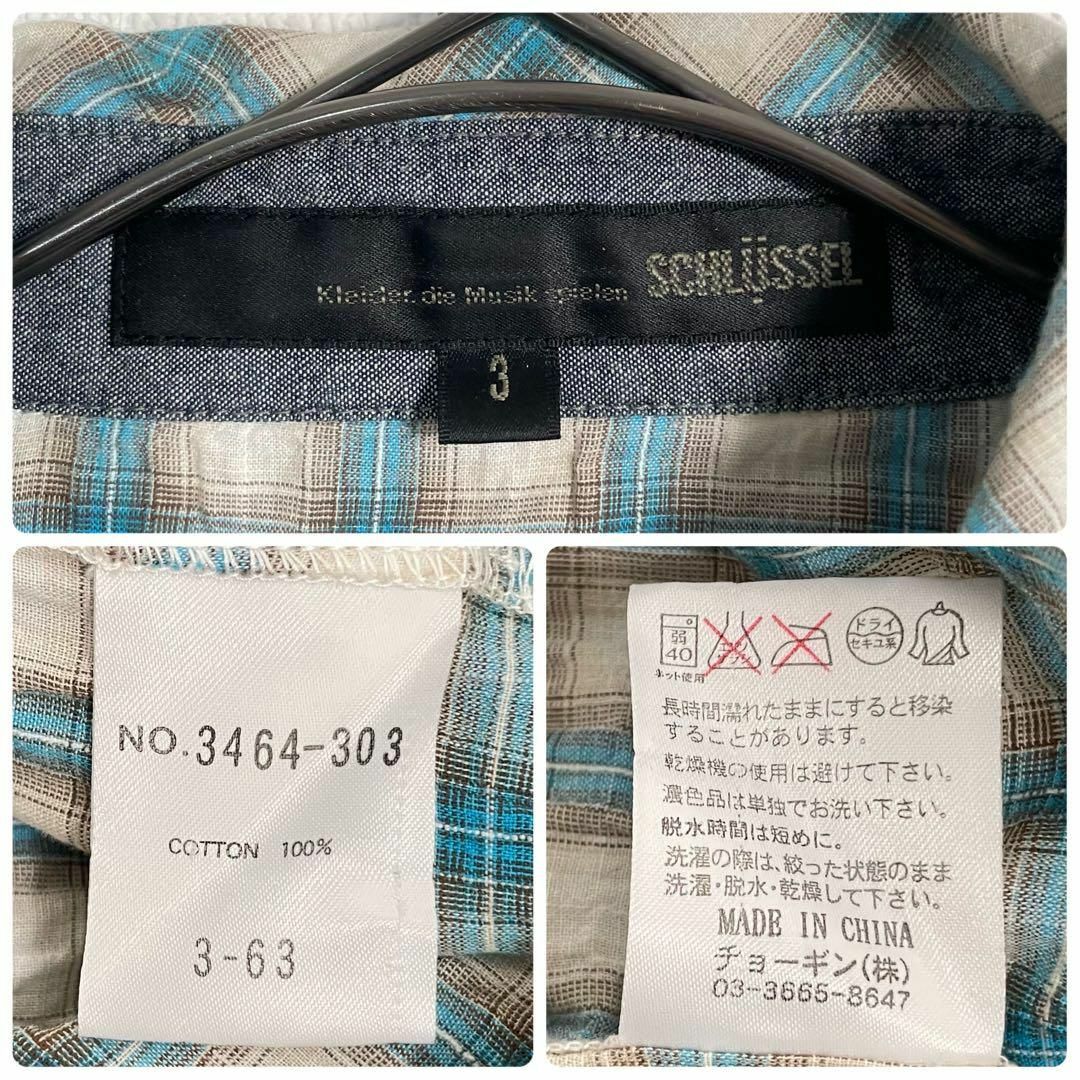 Kleider, die Musik spielen SCHLÜSSEL
3
NO.3464-303
COTTON 100%
3-63
弱
40
ネット使用
ドライ
セキユ系
長時間濡れたままにすると移染
することがあります。
乾燥機の使用は避けて下さい。
濃色品は単独でお洗い下さい。
脱水時間は短めに。
洗濯の際は、絞った状態のまま
洗濯・脱水・乾燥して下さい。
MADE IN CHINA
チョーギン(株)
03-3665-8647